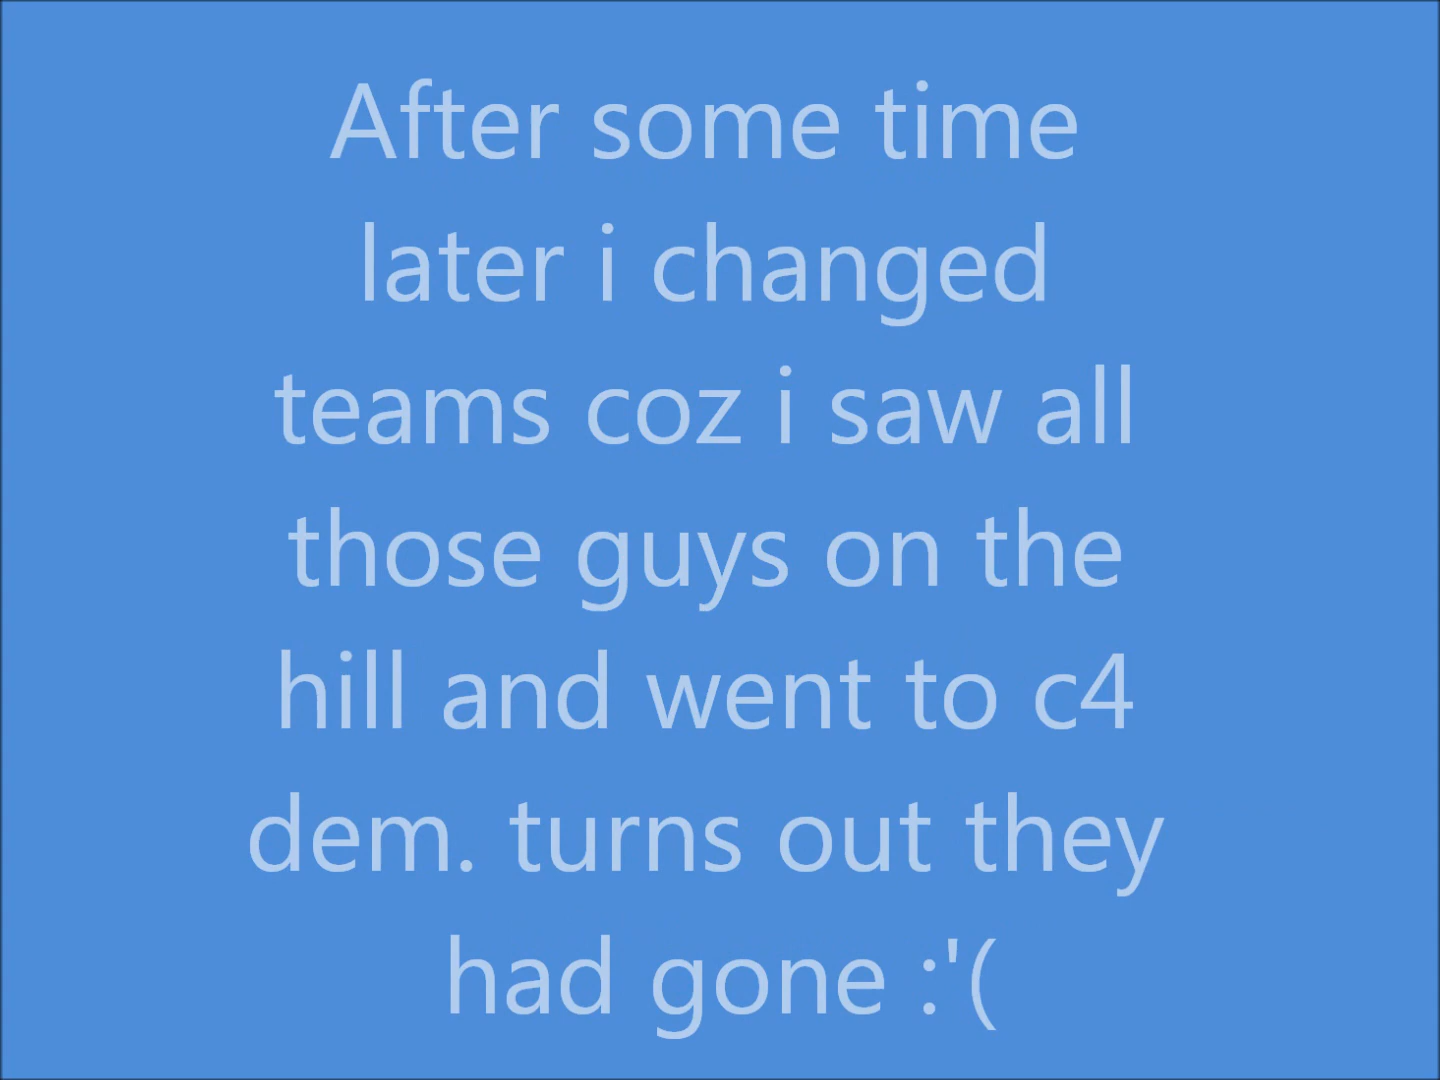 After some time
later i changed
teams coz i saw all
those guys on the
hill and went to c4
dem. turns out they
had gone :'(